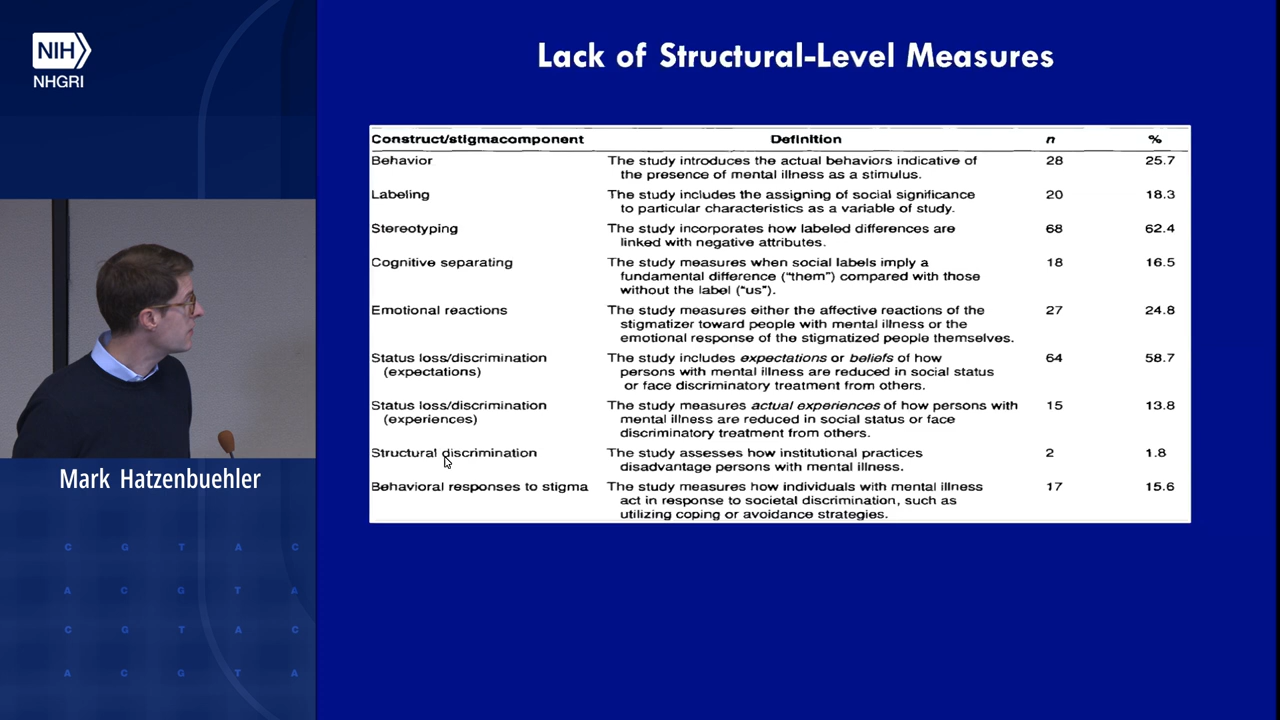 NIH
NHGRI
Lack of Structural-Level Measures
Construct/stigmacomponent Definition n %
Behavior The study introduces the actual behaviors indicative of 28 25.7
the presence of mental illness as a stimulus.
Labeling The study includes the assigning of social significance 20 18.3
to particular characteristics as a variable of study.
Stereotyping The study incorporates how labeled differences are 68 62.4
linked with negative attributes.
Cognitive separating The study measures when social labels imply a 18 16.5
fundamental difference (“them”) compared with those
without the label (“us”).
Emotional reactions The study measures either the affective reactions of the 27 24.8
stigmatizer toward people with mental illness or the
emotional response of the stigmatized people themselves.
Status loss/discrimination The study includes expectations or beliefs of how 64 58.7
(expectations) persons with mental illness are reduced in social status
or face discriminatory treatment from others.
Status loss/discrimination The study measures actual experiences of how persons with 15 13.8
(experiences) mental illness are reduced in social status or face
discriminatory treatment from others.
Structural discrimination The study assesses how institutional practices 2 1.8
disadvantage persons with mental illness.
Behavioral responses to stigma The study measures how individuals with mental illness 17 15.6
act in response to societal discrimination, such as
utilizing coping or avoidance strategies.
Mark Hatzenbuehler
C G T A C
A C G T A
C G T A C
A C G T A